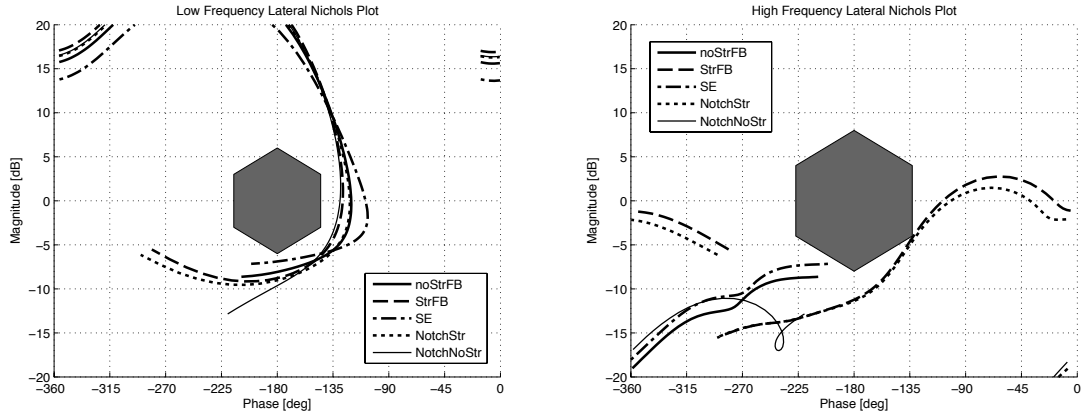 Low Frequency Lateral Nichols Plot
20
15
10
5
0
−5
−10
−15
−20
Magnitude [dB]
−360
−315
−270
−225
−180
−135
−90
−45
0
Phase [deg]
noStrFB
StrFB
SE
NotchStr
NotchNoStr
High Frequency Lateral Nichols Plot
20
15
10
5
0
−5
−10
−15
−20
Magnitude [dB]
−360
−315
−270
−225
−180
−135
−90
−45
0
Phase [deg]
noStrFB
StrFB
SE
NotchStr
NotchNoStr